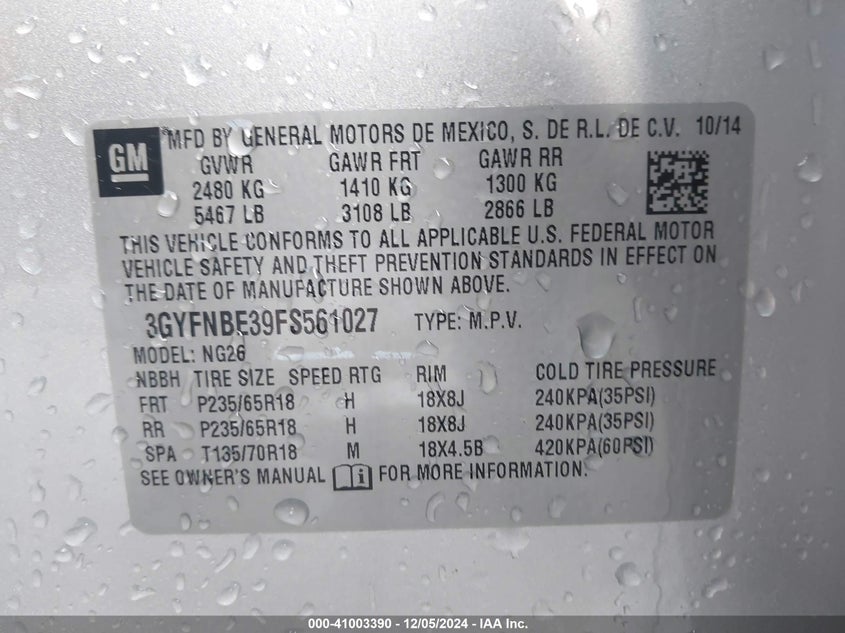 GM
MFD BY GENERAL MOTORS DE MEXICO, S. DE R.L. DE C.V. 10/14
GVWR GAWR FRT GAWR RR
2480 KG 1410 KG 1300 KG
5467 LB 3108 LB 2866 LB
THIS VEHICLE CONFORMS TO ALL APPLICABLE U.S. FEDERAL MOTOR
VEHICLE SAFETY AND THEFT PREVENTION STANDARDS IN EFFECT ON
THE DATE OF MANUFACTURE SHOWN ABOVE.
3GYFNBE39FS561027 TYPE: M.P.V.
MODEL: NG26
NBBH TIRE SIZE SPEED RTG RIM COLD TIRE PRESSURE
FRT P235/65R18 H 18X8J 240KPA(35PSI)
RR P235/65R18 H 18X8J 240KPA(35PSI)
SPA T135/70R18 M 18X4.5B 420KPA(60PSI)
SEE OWNER'S MANUAL FOR MORE INFORMATION.
000-41003390 - 12/05/2024 - IAA Inc.